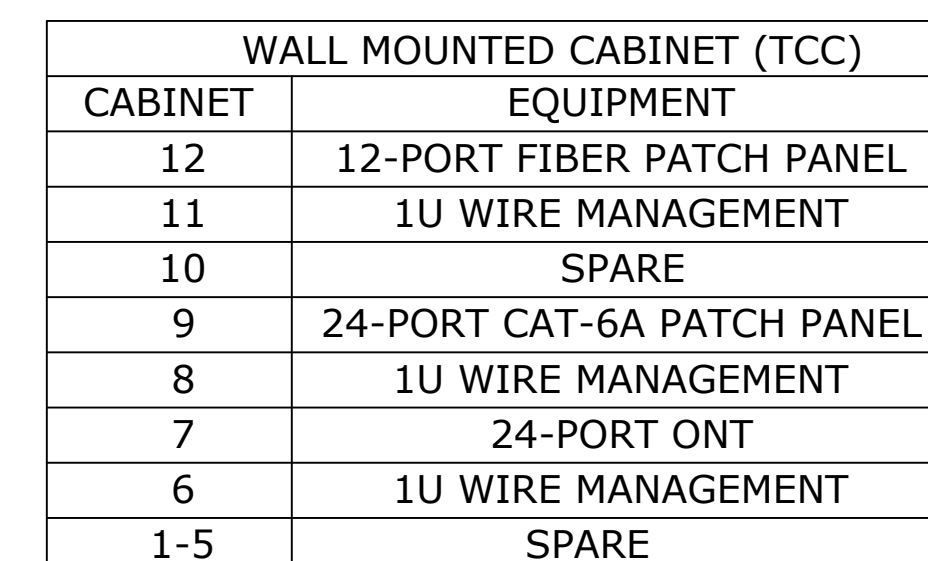 WALL MOUNTED CABINET (TCC)
CABINET EQUIPMENT
12 12-PORT FIBER PATCH PANEL
11 1U WIRE MANAGEMENT
10 SPARE
9 24-PORT CAT-6A PATCH PANEL
8 1U WIRE MANAGEMENT
7 24-PORT ONT
6 1U WIRE MANAGEMENT
1-5 SPARE